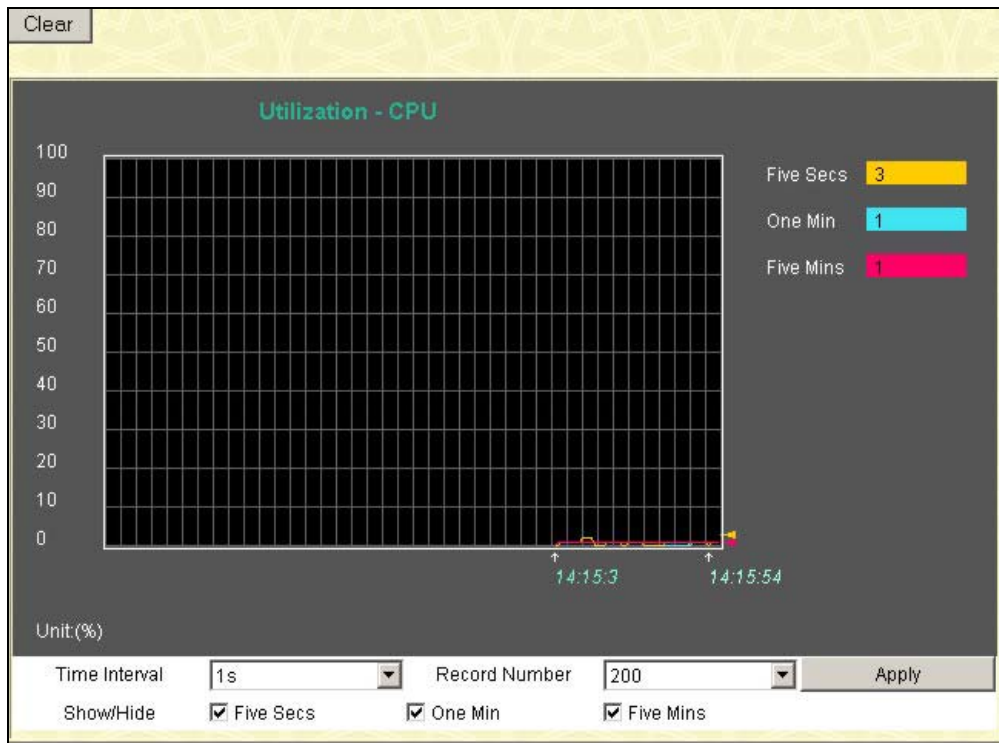 Clear
Utilization - CPU
100
90
80
70
60
50
40
30
20
10
0
Five Secs 3
One Min 1
Five Mins 1
14:15:3 14:15:54
Unit:(%)
Time Interval 1s Record Number 200 Apply
Show/Hide Five Secs One Min Five Mins